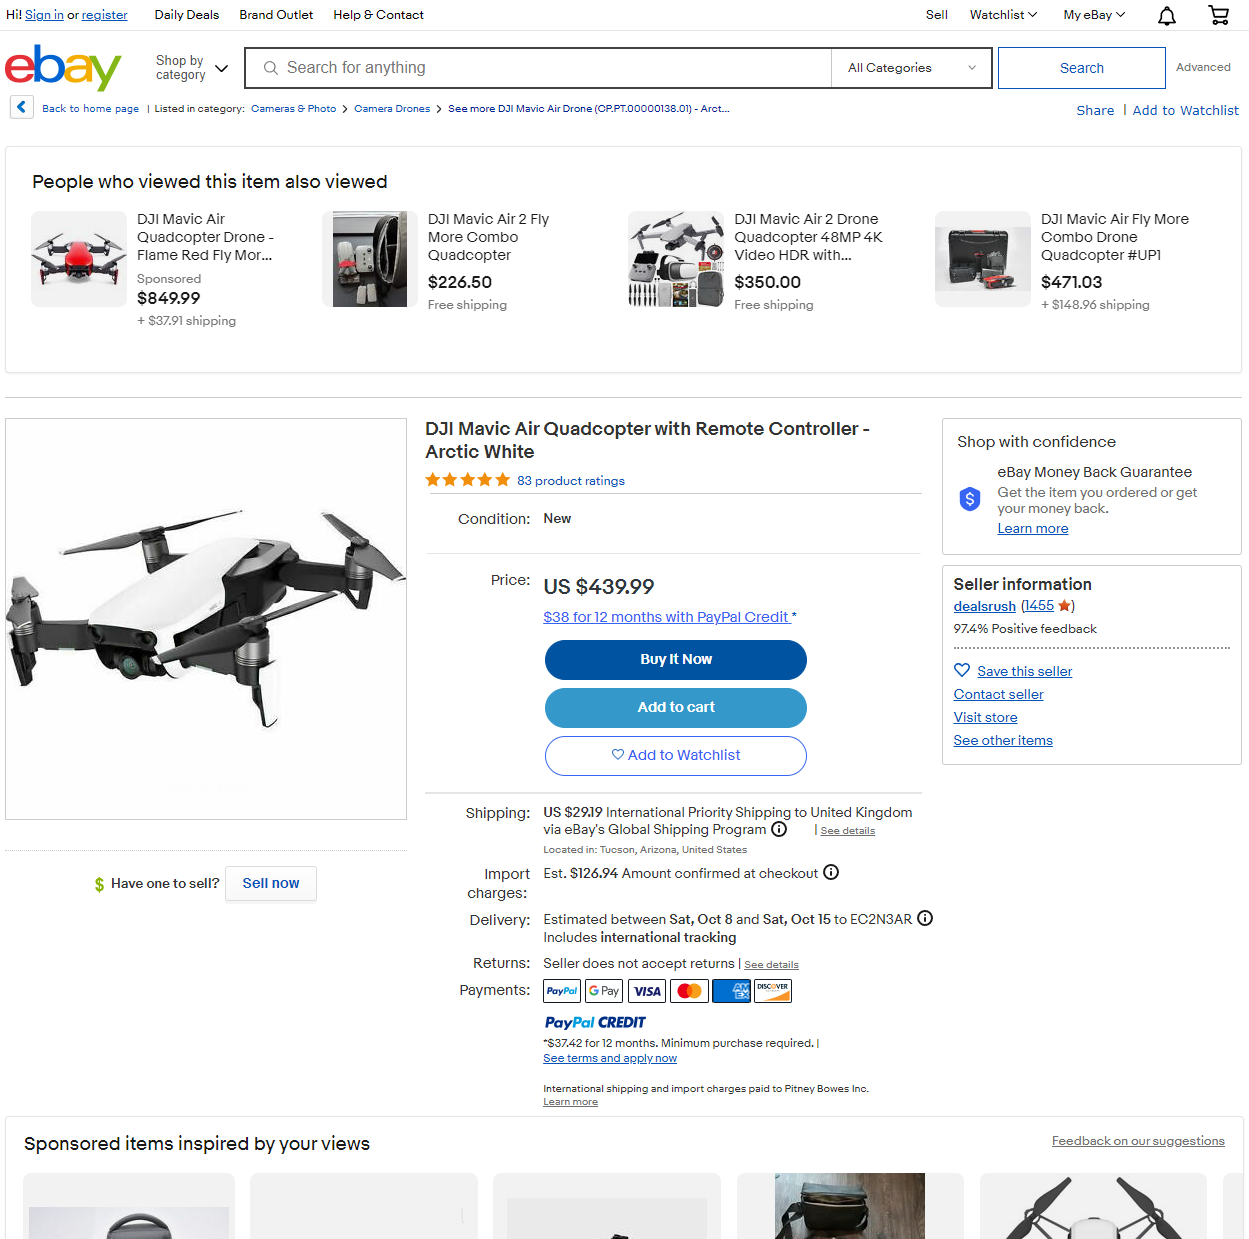 Hi! Sign in or register
Daily Deals
Brand Outlet
Help & Contact
Sell
Watchlist
My eBay
ebay
Shop by category
Search for anything
All Categories
Search
Advanced
Back to home page | Listed in category: Cameras & Photo > Camera Drones > See more DJI Mavic Air Drone (CP.PT.00000138.01) - Arct...
Share | Add to Watchlist
People who viewed this item also viewed
DJI Mavic Air
Quadcopter Drone -
Flame Red Fly Mor...
Sponsored
$849.99
+ $37.91 shipping
DJI Mavic Air 2 Fly
More Combo
Quadcopter
$226.50
Free shipping
DJI Mavic Air 2 Drone
Quadcopter 48MP 4K
Video HDR with...
$350.00
Free shipping
DJI Mavic Air Fly More
Combo Drone
Quadcopter #UP1
$471.03
+ $148.96 shipping
DJI Mavic Air Quadcopter with Remote Controller -
Arctic White
83 product ratings
Condition: New
Price: US $439.99
$38 for 12 months with PayPal Credit *
Buy It Now
Add to cart
Add to Watchlist
Shipping: US $29.19 International Priority Shipping to United Kingdom
via eBay's Global Shipping Program | See details
Located in: Tucson, Arizona, United States
Import charges: Est. $126.94 Amount confirmed at checkout
Delivery: Estimated between Sat, Oct 8 and Sat, Oct 15 to EC2N3AR
Includes international tracking
Returns: Seller does not accept returns | See details
Payments: PayPal G Pay VISA AMEX DISCOVER
PayPal CREDIT
*$37.42 for 12 months. Minimum purchase required. |
See terms and apply now
International shipping and import charges paid to Pitney Bowes Inc.
Learn more
Have one to sell? Sell now
Shop with confidence
eBay Money Back Guarantee
Get the item you ordered or get
your money back.
Learn more
Seller information
dealsrush (1455)
97.4% Positive feedback
Save this seller
Contact seller
Visit store
See other items
Sponsored items inspired by your views
Feedback on our suggestions